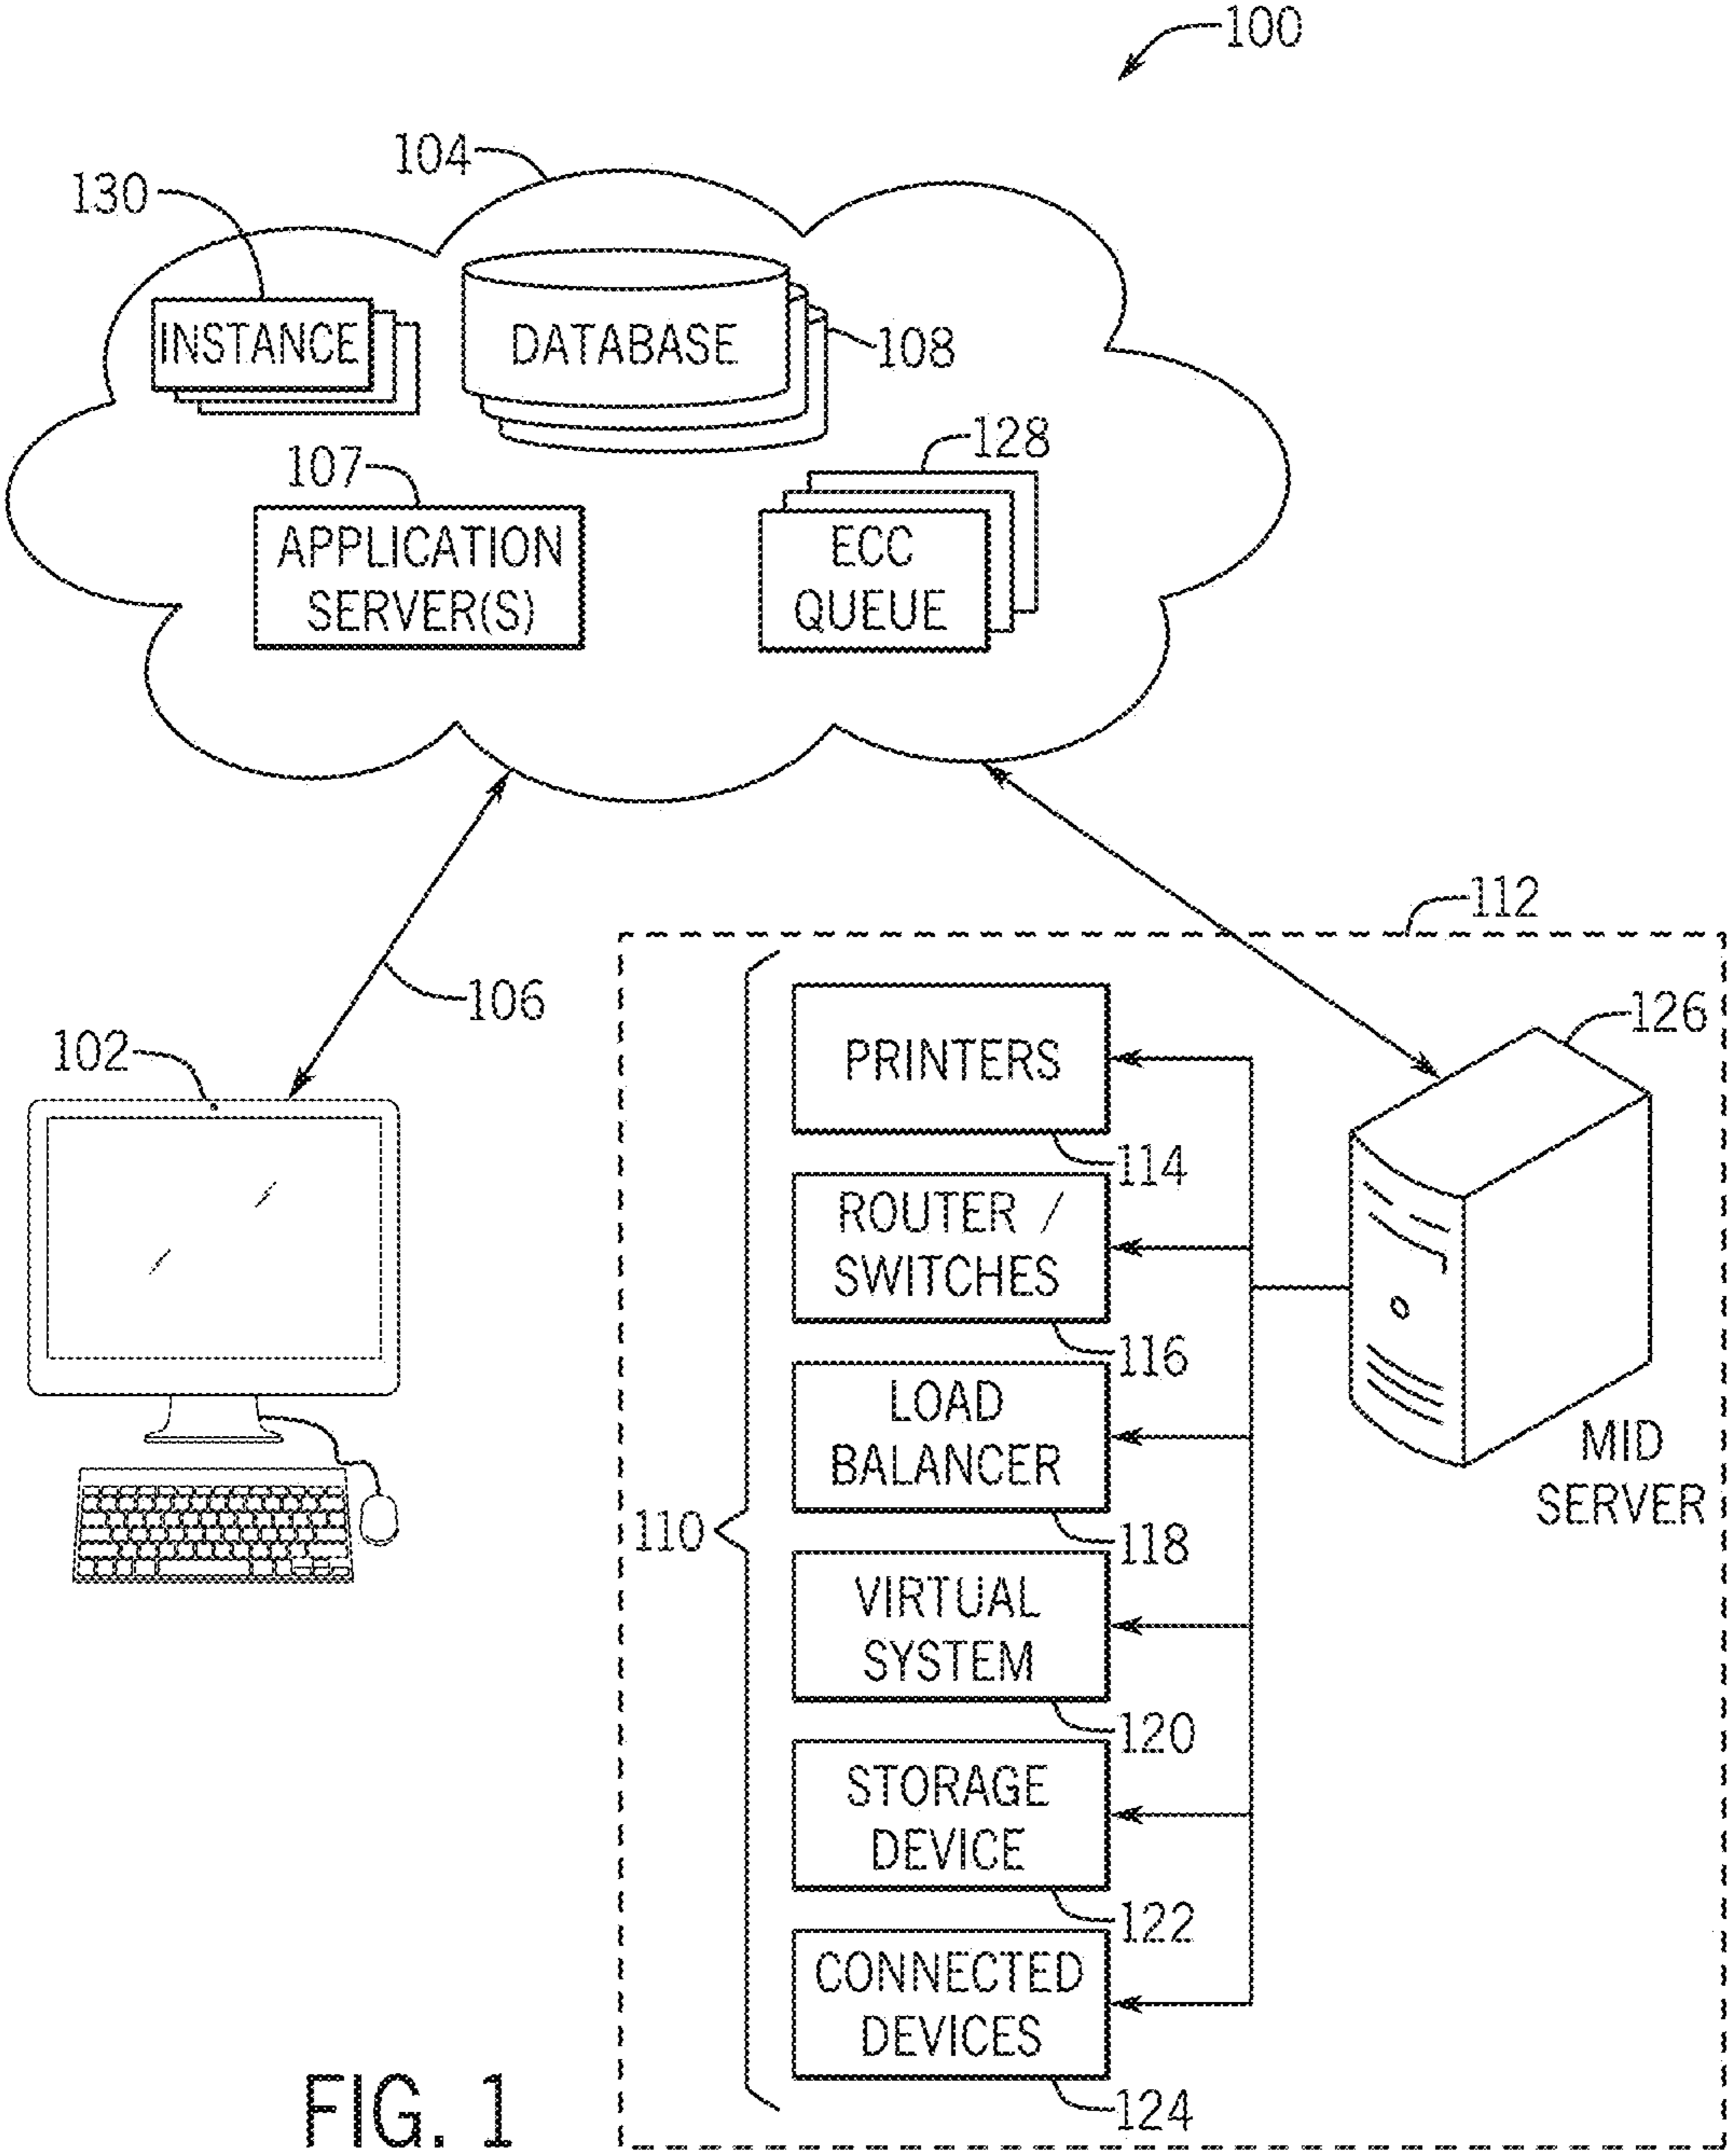 100
104
130
INSTANCE
DATABASE
108
107
128
APPLICATION
SERVER(S)
ECC
QUEUE
112
106
126
102
PRINTERS
114
ROUTER /
SWITCHES
116
LOAD
BALANCER
MID
SERVER
110
118
VIRTUAL
SYSTEM
120
STORAGE
DEVICE
122
CONNECTED
DEVICES
124
FIG. 1